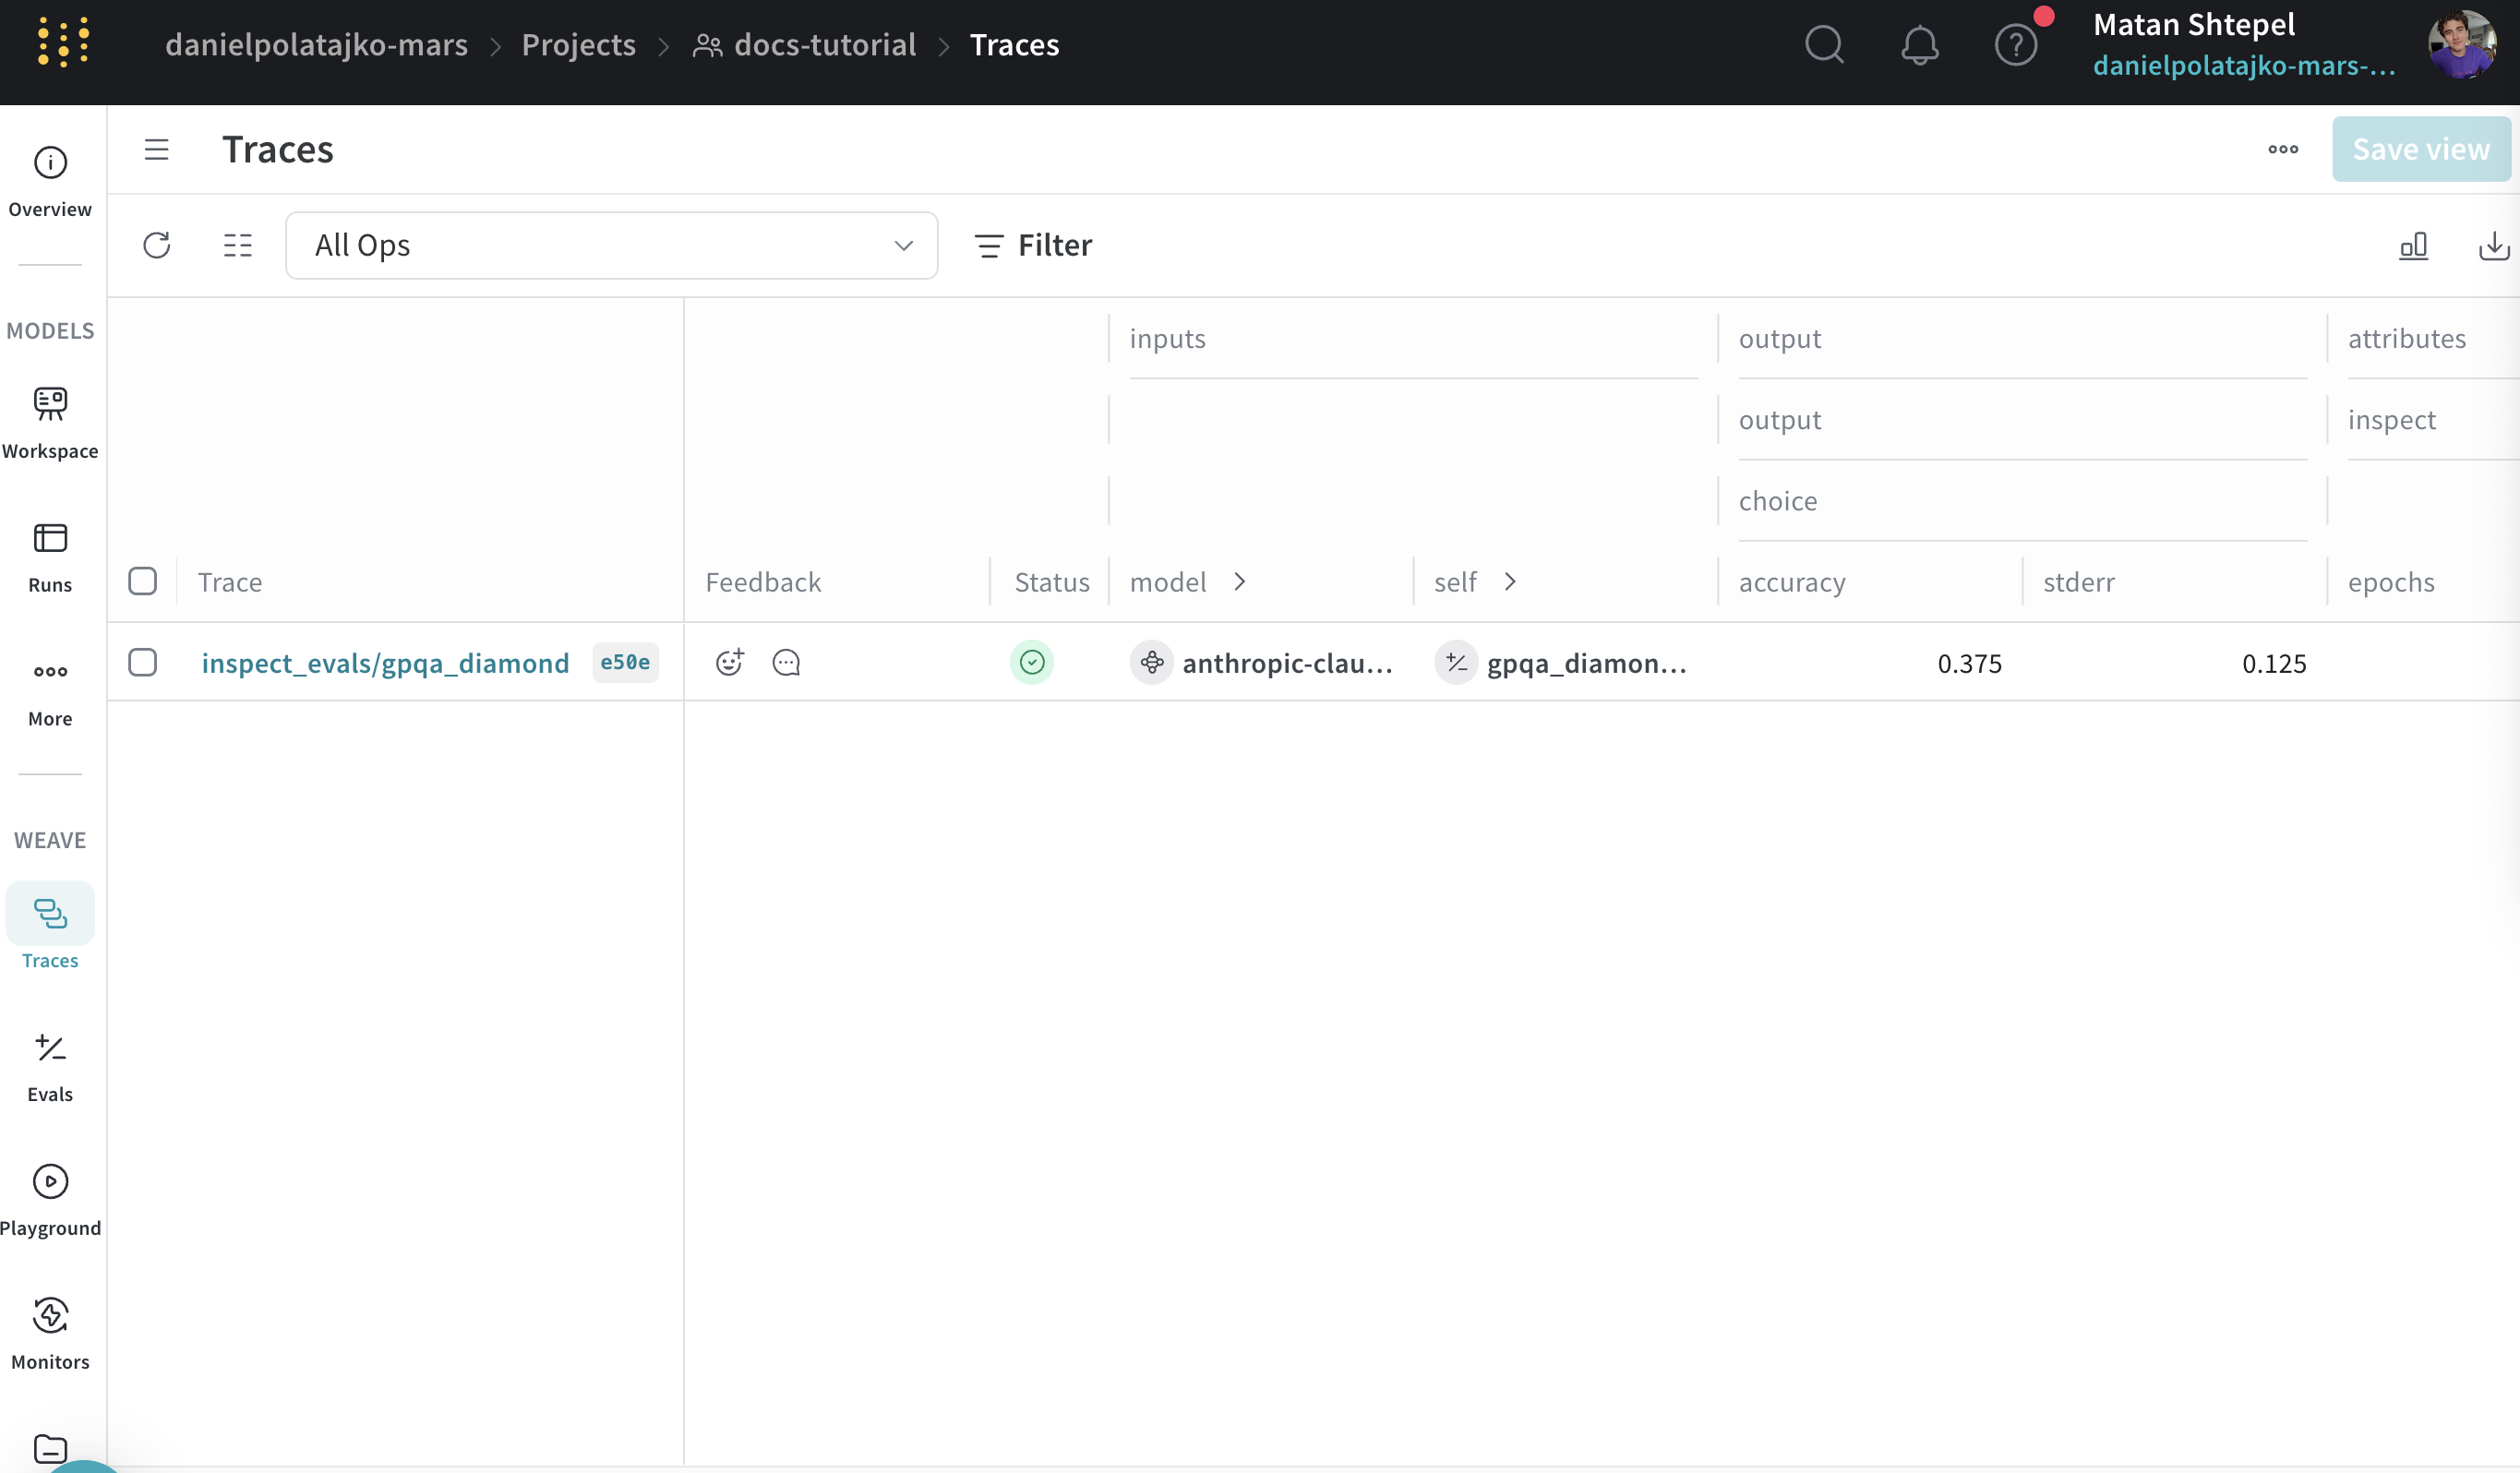 danielpolatajko-mars > Projects > docs-tutorial > Traces
Matan Shtepel
danielpolatajko-mars-...
Overview
MODELS
Workspace
Runs
More
WEAVE
Traces
Evals
Playground
Monitors
Traces
Save view
All Ops
Filter
inputs output attributes
output inspect
choice
Trace Feedback Status model > self > accuracy stderr epochs
inspect_evals/gpqa_diamond e50e anthropic-clau... gpqa_diamon... 0.375 0.125